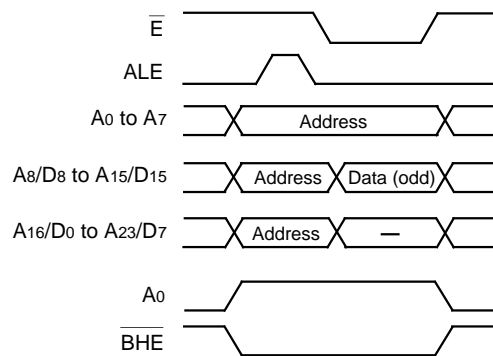 E
ALE
A0 to A7 Address
A8/D8 to A15/D15 Address Data (odd)
A16/D0 to A23/D7 Address —
A0
BHE